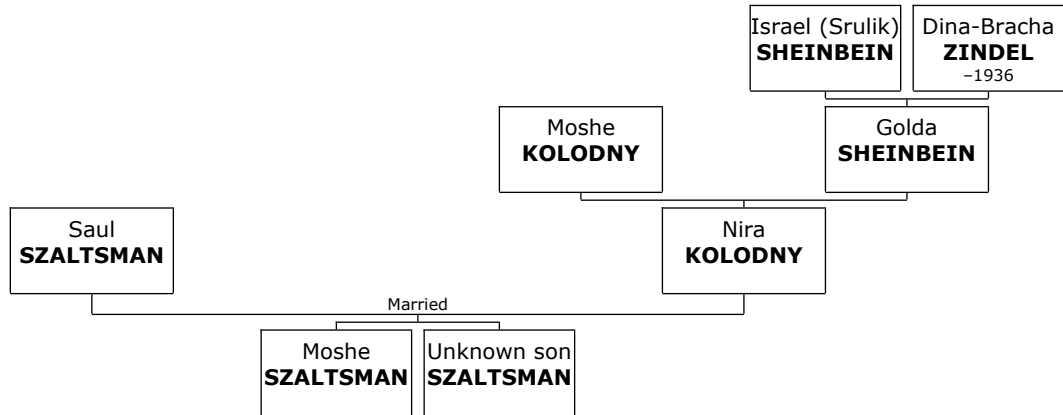 Israel (Srulik)
SHEINBEIN
Dina-Bracha
ZINDEL
–1936
Moshe
KOLODNY
Golda
SHEINBEIN
Saul
SZALTSMAN
Nira
KOLODNY
Married
Moshe
SZALTSMAN
Unknown son
SZALTSMAN